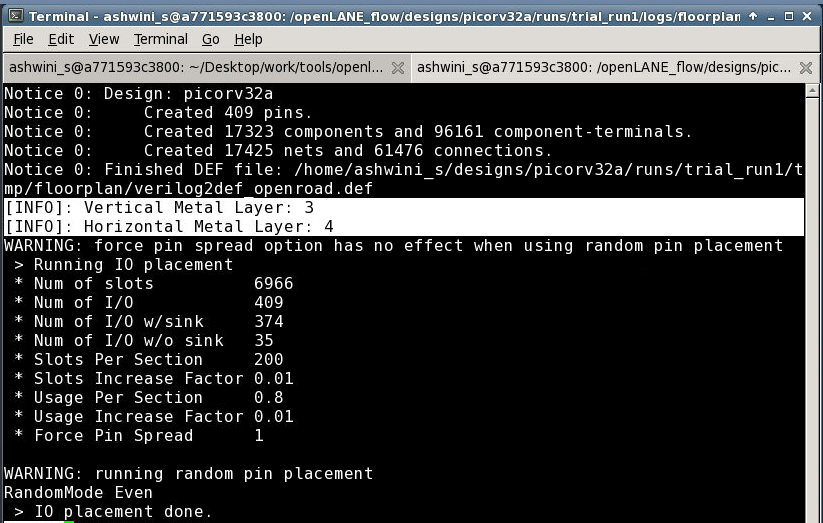 Terminal - ashwini_s@a771593c3800: /openLANE_flow/designs/picorv32a/runs/trial_run1/logs/floorplan
File Edit View Terminal Go Help
ashwini_s@a771593c3800: ~/Desktop/work/tools/openl...
ashwini_s@a771593c3800: /openLANE_flow/designs/pic...
Notice 0: Design: picorv32a
Notice 0:     Created 409 pins.
Notice 0:     Created 17323 components and 96161 component-terminals.
Notice 0:     Created 17425 nets and 61476 connections.
Notice 0: Finished DEF file: /home/ashwini_s/designs/picorv32a/runs/trial_run1/t
mp/floorplan/verilog2def_openroad.def
[INFO]: Vertical Metal Layer: 3
[INFO]: Horizontal Metal Layer: 4
WARNING: force pin spread option has no effect when using random pin placement
 > Running IO placement
 * Num of slots          6966
 * Num of I/O            409
 * Num of I/O w/sink     374
 * Num of I/O w/o sink   35
 * Slots Per Section     200
 * Slots Increase Factor 0.01
 * Usage Per Section     0.8
 * Usage Increase Factor 0.01
 * Force Pin Spread      1
WARNING: running random pin placement
RandomMode Even
 > IO placement done.